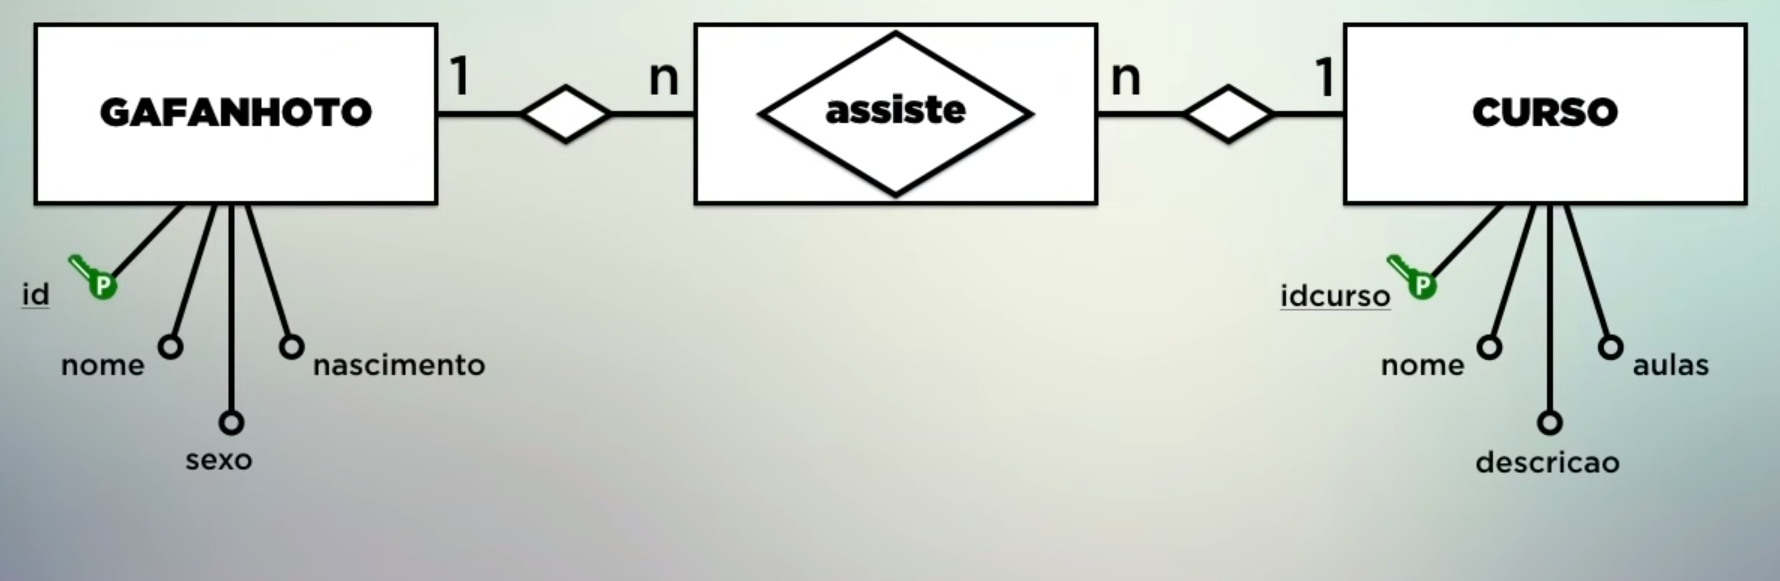 GAFANHOTO
1
n
assiste
n
1
CURSO
id
P
nome
sexo
nascimento
idcurso
P
nome
descricao
aulas